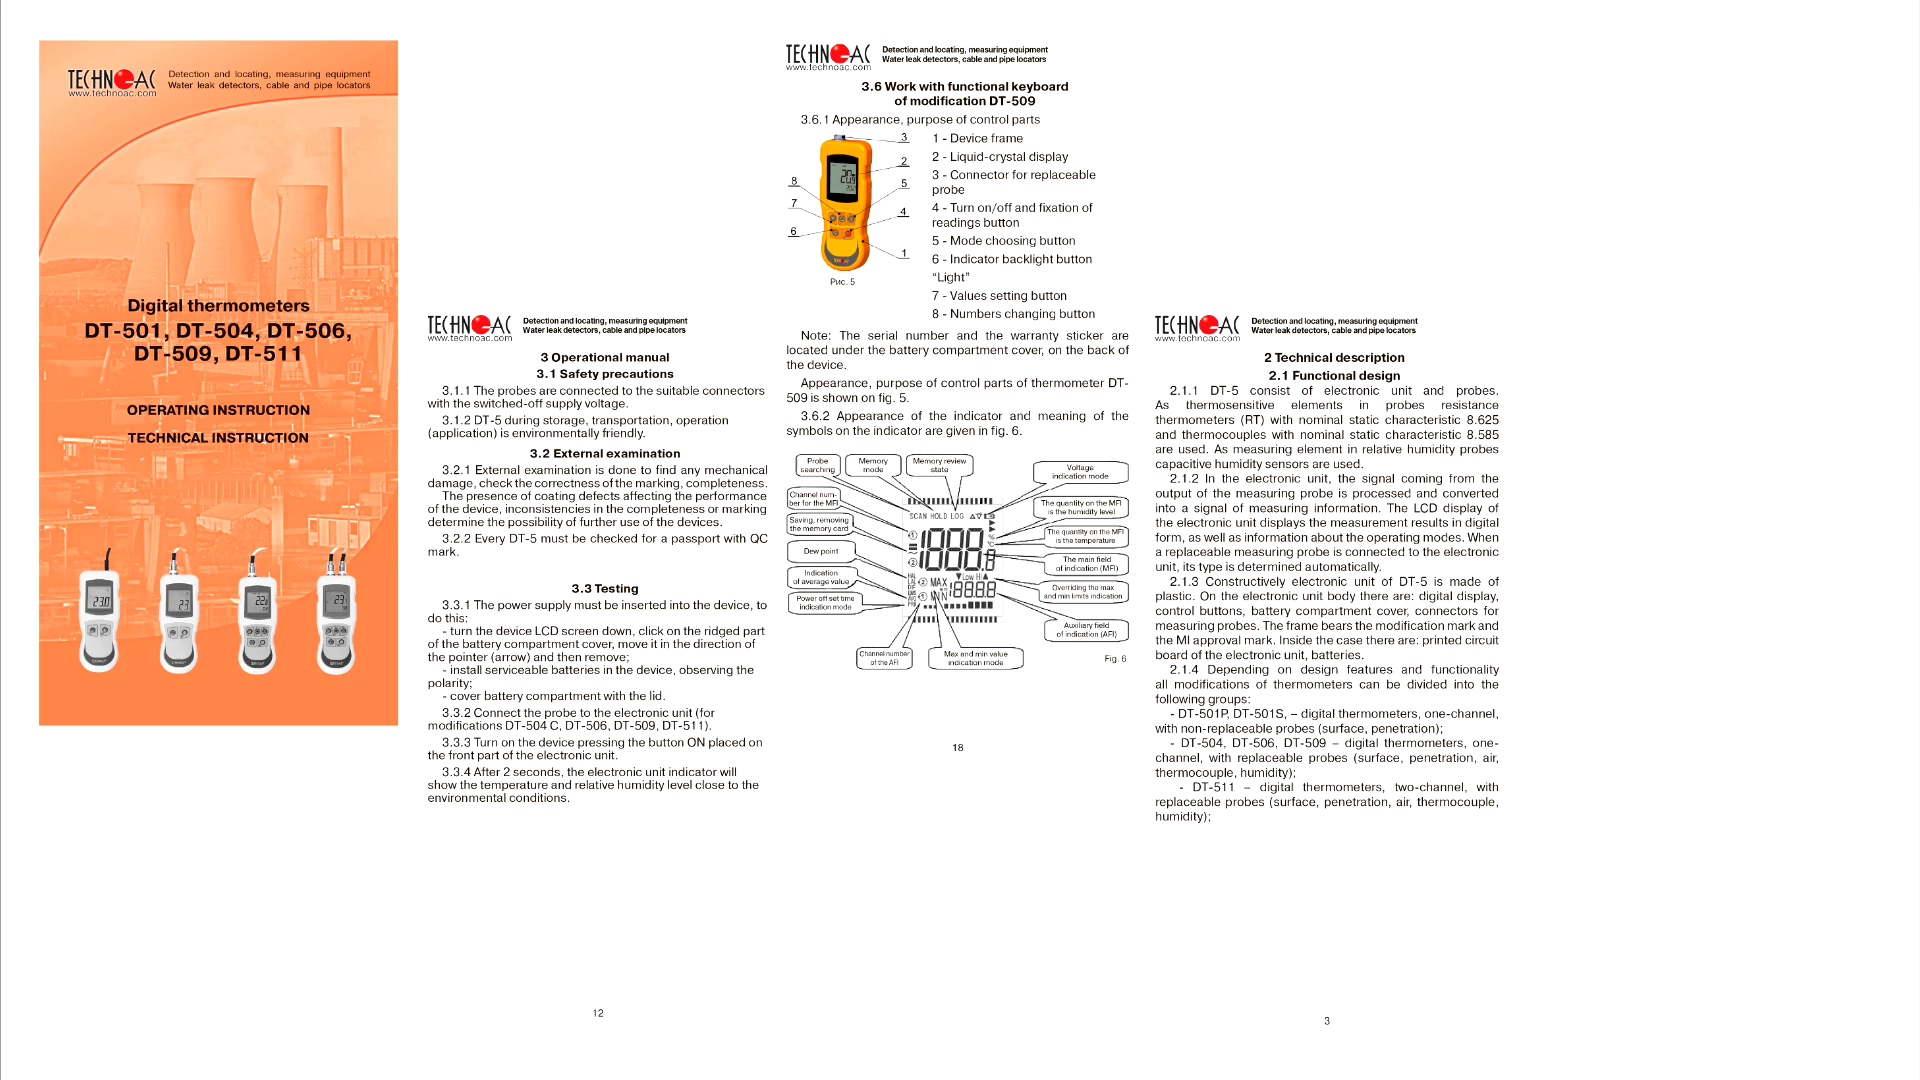 TECHNOAC
www.technoac.com
Detection and locating, measuring equipment
Water leak detectors, cable and pipe locators
Digital thermometers
DT-501, DT-504, DT-506,
DT-509, DT-511
OPERATING INSTRUCTION
TECHNICAL INSTRUCTION
TECHNOAC
www.technoac.com
Detection and locating, measuring equipment
Water leak detectors, cable and pipe locators
3 Operational manual
3.1 Safety precautions
3.1.1 The probes are connected to the suitable connectors
with the switched-off supply voltage.
3.1.2 DT-5 during storage, transportation, operation
(application) is environmentally friendly.
3.2 External examination
3.2.1 External examination is done to find any mechanical
damage, check the correctness of the marking, completeness.
The presence of coating defects affecting the performance
of the device, inconsistencies in the completeness or marking
determine the possibility of further use of the devices.
3.2.2 Every DT-5 must be checked for a passport with QC
mark.
3.3 Testing
3.3.1 The power supply must be inserted into the device, to
do this:
- turn the device LCD screen down, click on the ridged part
of the battery compartment cover, move it in the direction of
the pointer (arrow) and then remove;
- install serviceable batteries in the device, observing the
polarity;
- cover battery compartment with the lid.
3.3.2 Connect the probe to the electronic unit (for
modifications DT-504 C, DT-506, DT-509, DT-511).
3.3.3 Turn on the device pressing the button ON placed on
the front part of the electronic unit.
3.3.4 After 2 seconds, the electronic unit indicator will
show the temperature and relative humidity level close to the
environmental conditions.
12
TECHNOAC
www.technoac.com
Detection and locating, measuring equipment
Water leak detectors, cable and pipe locators
3.6 Work with functional keyboard
of modification DT-509
3.6.1 Appearance, purpose of control parts
3
2
5
4
1
8
7
6
Рис. 5
1 - Device frame
2 - Liquid-crystal display
3 - Connector for replaceable
probe
4 - Turn on/off and fixation of
readings button
5 - Mode choosing button
6 - Indicator backlight button
“Light”
7 - Values setting button
8 - Numbers changing button
Note: The serial number and the warranty sticker are
located under the battery compartment cover, on the back of
the device.
Appearance, purpose of control parts of thermometer DT-
509 is shown on fig. 5.
3.6.2 Appearance of the indicator and meaning of the
symbols on the indicator are given in fig. 6.
Probe
searching
Memory
mode
Memory review
state
Voltage
indication mode
Channel num-
ber for the MFI
Saving, removing
the memory card
Dew point
Indication
of average value
Power off set time
indication mode
The quantity on the MFI
is the humidity level
The quantity on the MFI
is the temperature
The main field
of indication (MFI)
Overriding the max
and min limits indication
Auxiliary field
of indication (AFI)
Channel number
of the AFI
Max and min value
indication mode
SCAN HOLD LOG
%
°C
1888.8
Low Hi
MAX
MIN
18888
Fig. 6
18
TECHNOAC
www.technoac.com
Detection and locating, measuring equipment
Water leak detectors, cable and pipe locators
2 Technical description
2.1 Functional design
2.1.1 DT-5 consist of electronic unit and probes.
As thermosensitive elements in probes resistance
thermometers (RT) with nominal static characteristic 8.625
and thermocouples with nominal static characteristic 8.585
are used. As measuring element in relative humidity probes
capacitive humidity sensors are used.
2.1.2 In the electronic unit, the signal coming from the
output of the measuring probe is processed and converted
into a signal of measuring information. The LCD display of
the electronic unit displays the measurement results in digital
form, as well as information about the operating modes. When
a replaceable measuring probe is connected to the electronic
unit, its type is determined automatically.
2.1.3 Constructively electronic unit of DT-5 is made of
plastic. On the electronic unit body there are: digital display,
control buttons, battery compartment cover, connectors for
measuring probes. The frame bears the modification mark and
the MI approval mark. Inside the case there are: printed circuit
board of the electronic unit, batteries.
2.1.4 Depending on design features and functionality
all modifications of thermometers can be divided into the
following groups:
- DT-501P, DT-501S, – digital thermometers, one-channel,
with non-replaceable probes (surface, penetration);
- DT-504, DT-506, DT-509 – digital thermometers, one-
channel, with replaceable probes (surface, penetration, air,
thermocouple, humidity);
- DT-511 – digital thermometers, two-channel, with
replaceable probes (surface, penetration, air, thermocouple,
humidity);
3